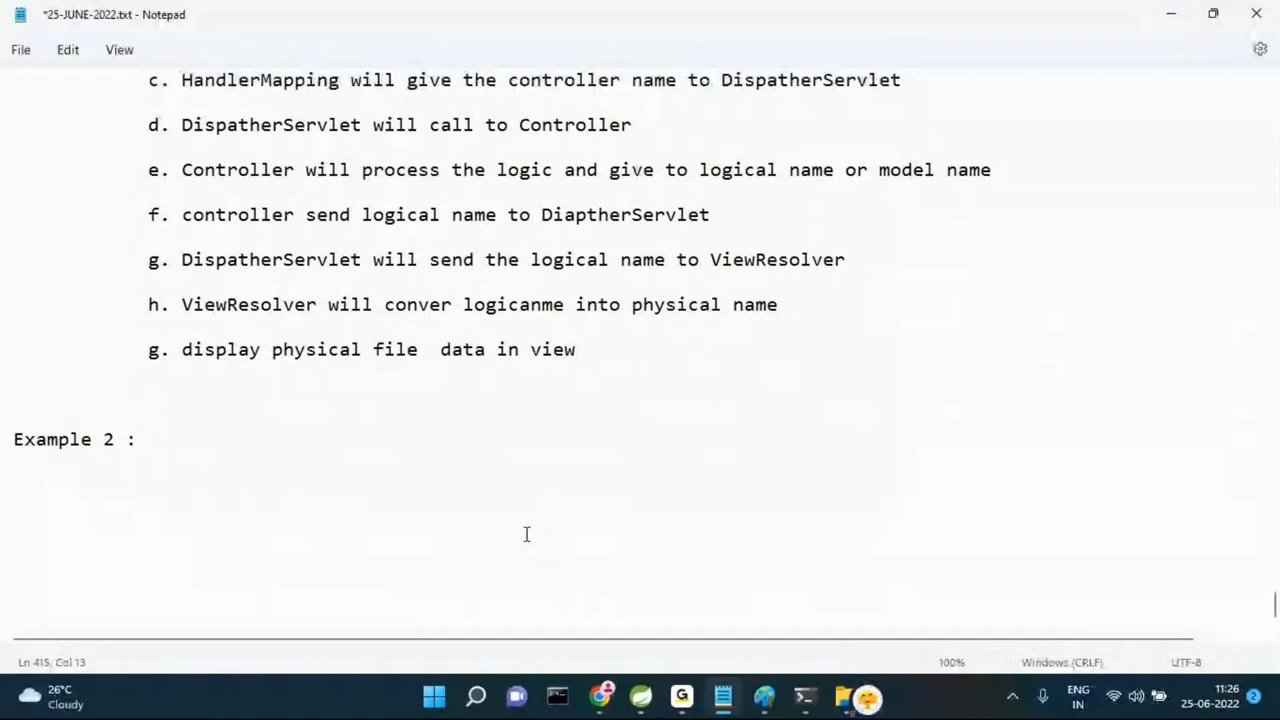 *25-JUNE-2022.txt - Notepad
File Edit View
c. HandlerMapping will give the controller name to DispatherServlet
d. DispatherServlet will call to Controller
e. Controller will process the logic and give to logical name or model name
f. controller send logical name to DiaptherServlet
g. DispatherServlet will send the logical name to ViewResolver
h. ViewResolver will conver logicanme into physical name
g. display physical file  data in view
Example 2 :
Ln 415, Col 13 100% Windows (CRLF) UTF-8
26°C
Cloudy
ENG
IN
11:26
25-06-2022
2